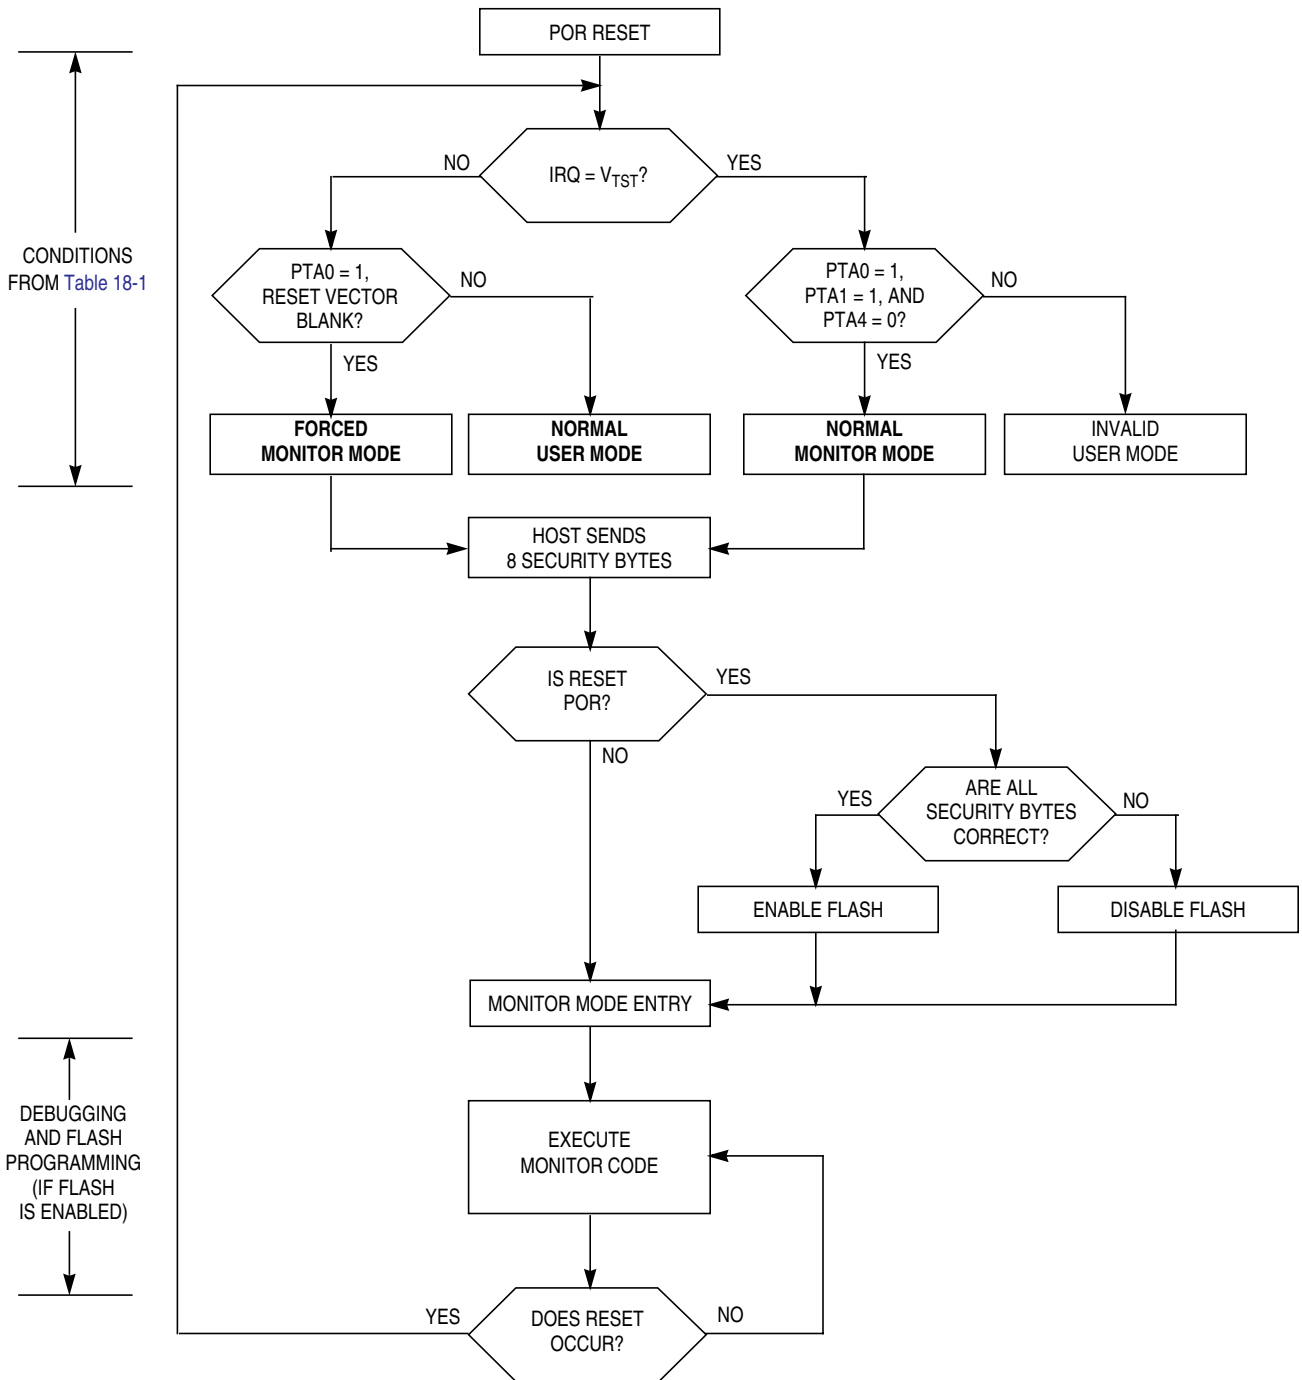 POR RESET
NO
IRQ = VTST?
YES
CONDITIONS
FROM Table 18-1
PTA0 = 1,
RESET VECTOR
BLANK?
NO
YES
PTA0 = 1,
PTA1 = 1, AND
PTA4 = 0?
NO
YES
FORCED
MONITOR MODE
NORMAL
USER MODE
NORMAL
MONITOR MODE
INVALID
USER MODE
HOST SENDS
8 SECURITY BYTES
IS RESET
POR?
YES
NO
ARE ALL
SECURITY BYTES
CORRECT?
YES
NO
ENABLE FLASH
DISABLE FLASH
MONITOR MODE ENTRY
DEBUGGING
AND FLASH
PROGRAMMING
(IF FLASH
IS ENABLED)
EXECUTE
MONITOR CODE
YES
DOES RESET
OCCUR?
NO